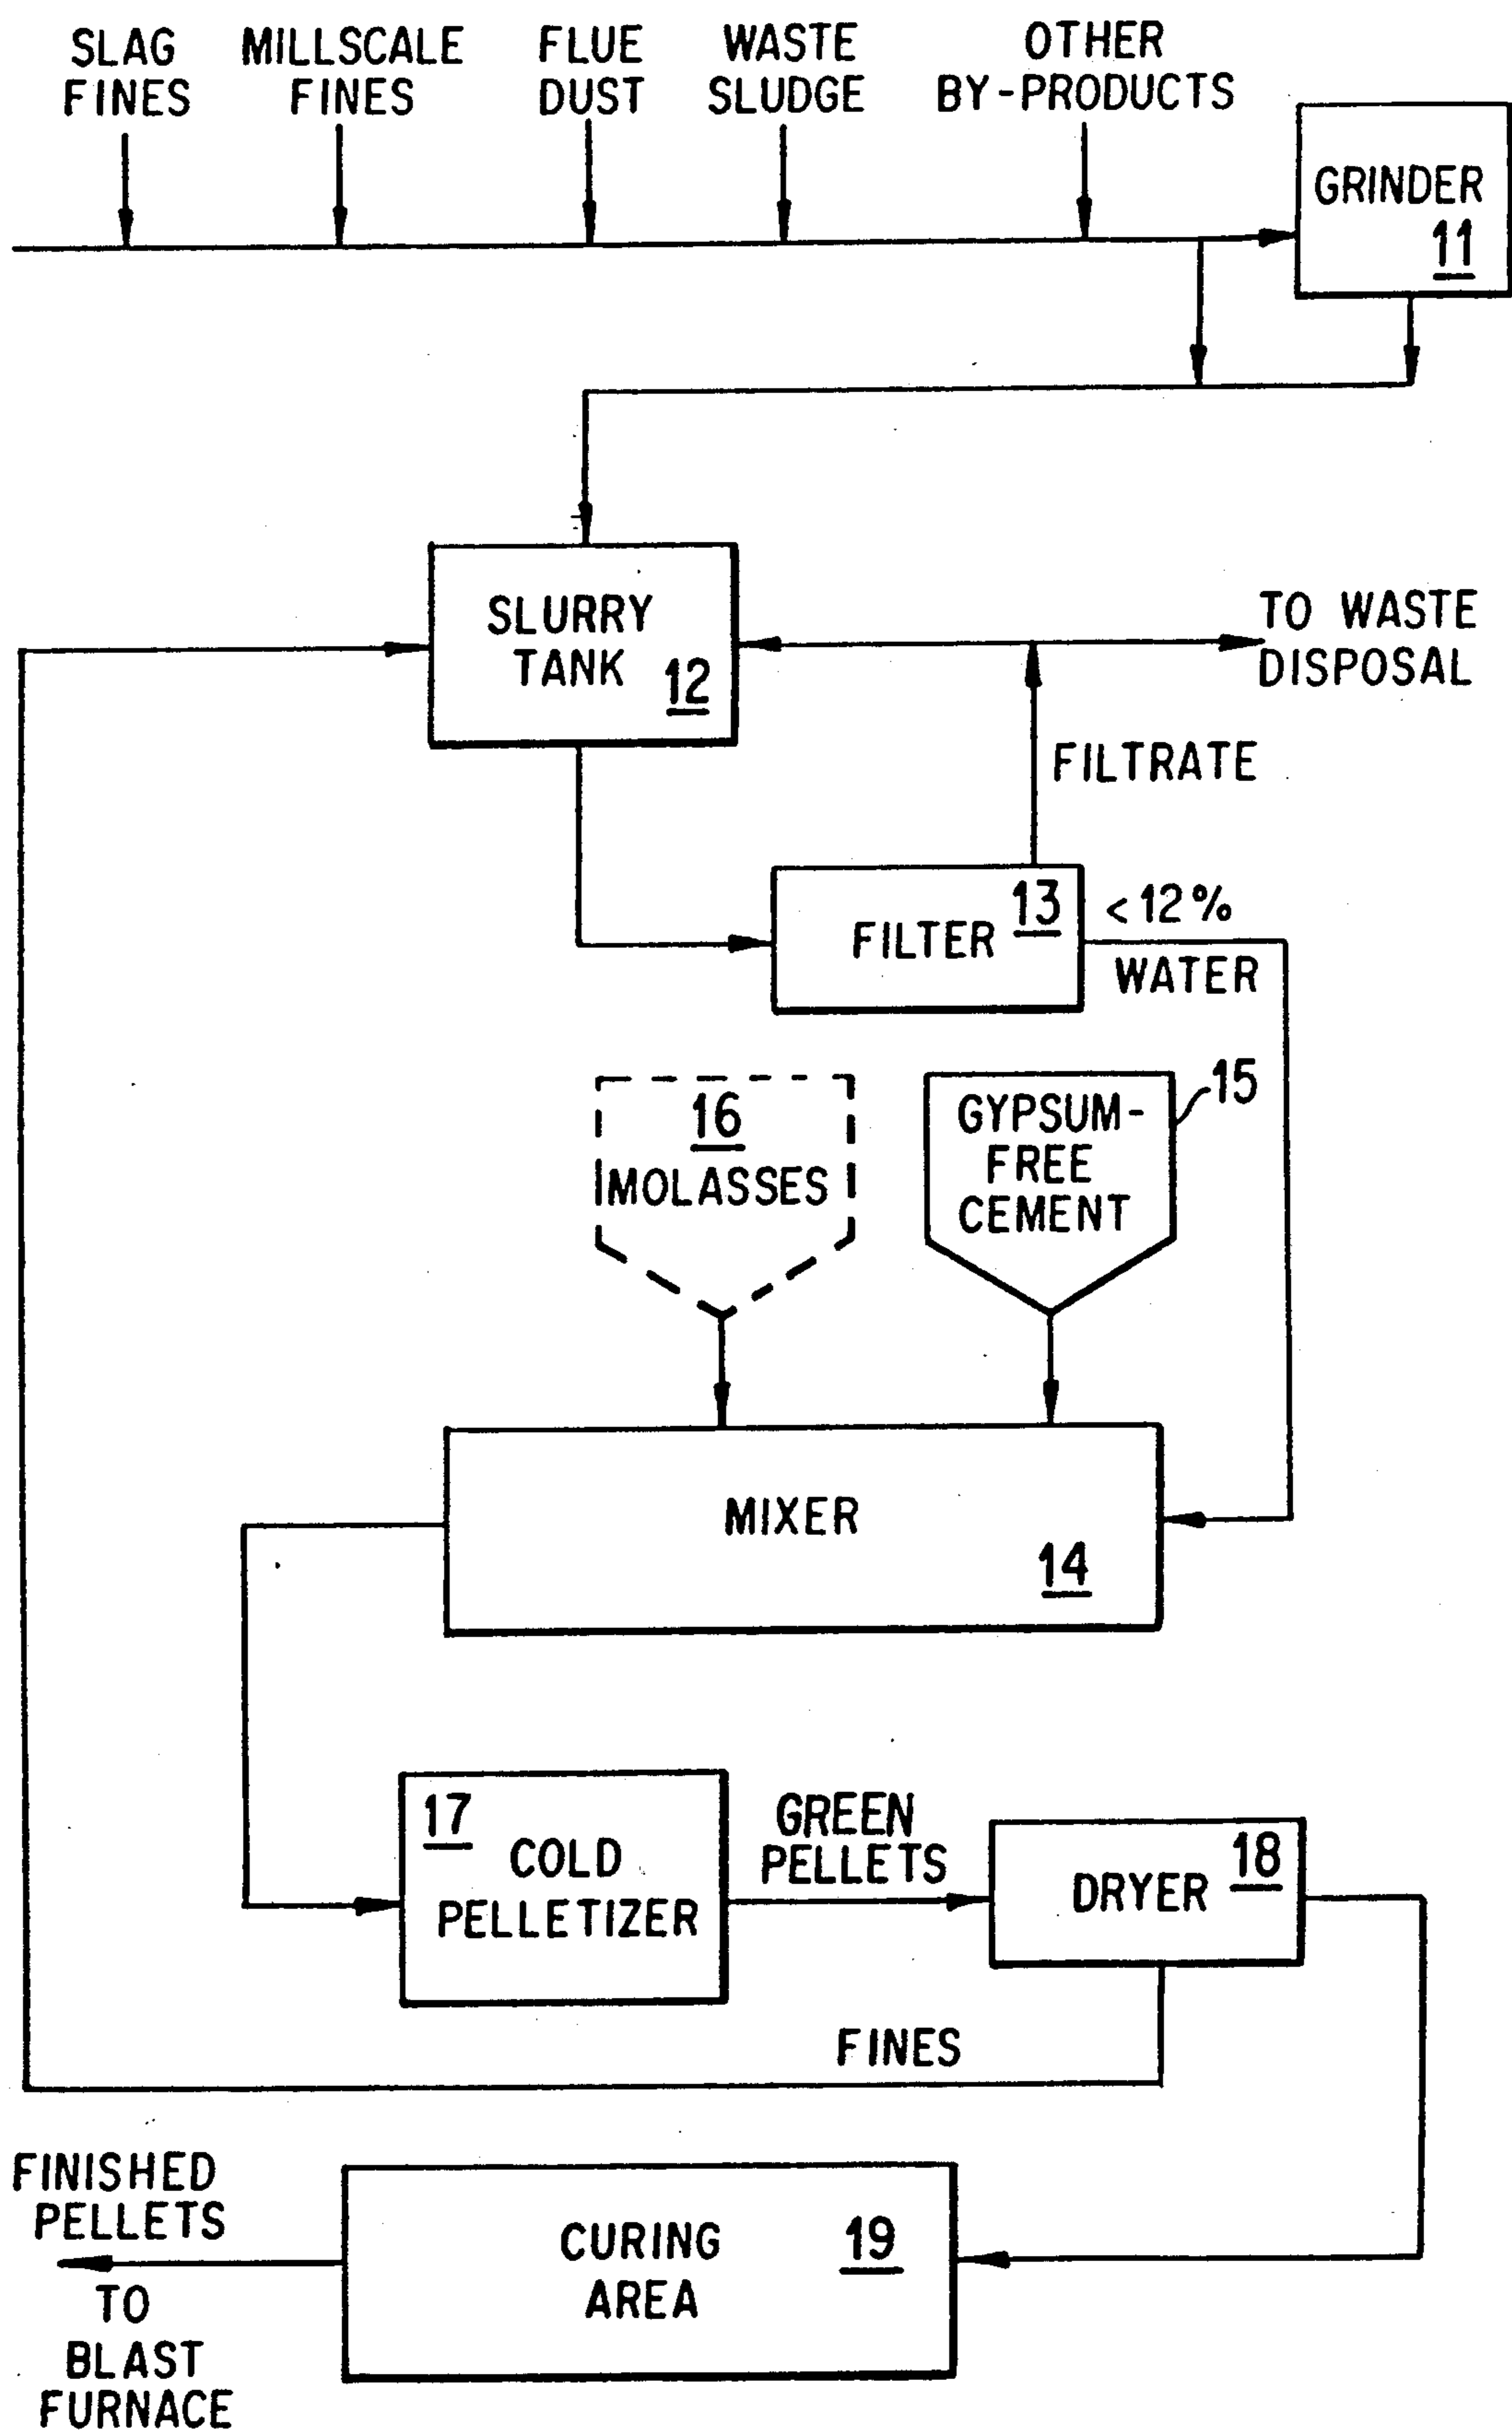 SLAG
FINES
MILLSCALE
FINES
FLUE
DUST
WASTE
SLUDGE
OTHER
BY-PRODUCTS
GRINDER
11
SLURRY
TANK
12
TO WASTE
DISPOSAL
FILTRATE
FILTER
13
<12%
WATER
16
MOLASSES
GYPSUM-
FREE
CEMENT
15
MIXER
14
17
COLD
PELLETIZER
GREEN
PELLETS
DRYER
18
FINES
FINISHED
PELLETS
TO
BLAST
FURNACE
CURING
AREA
19